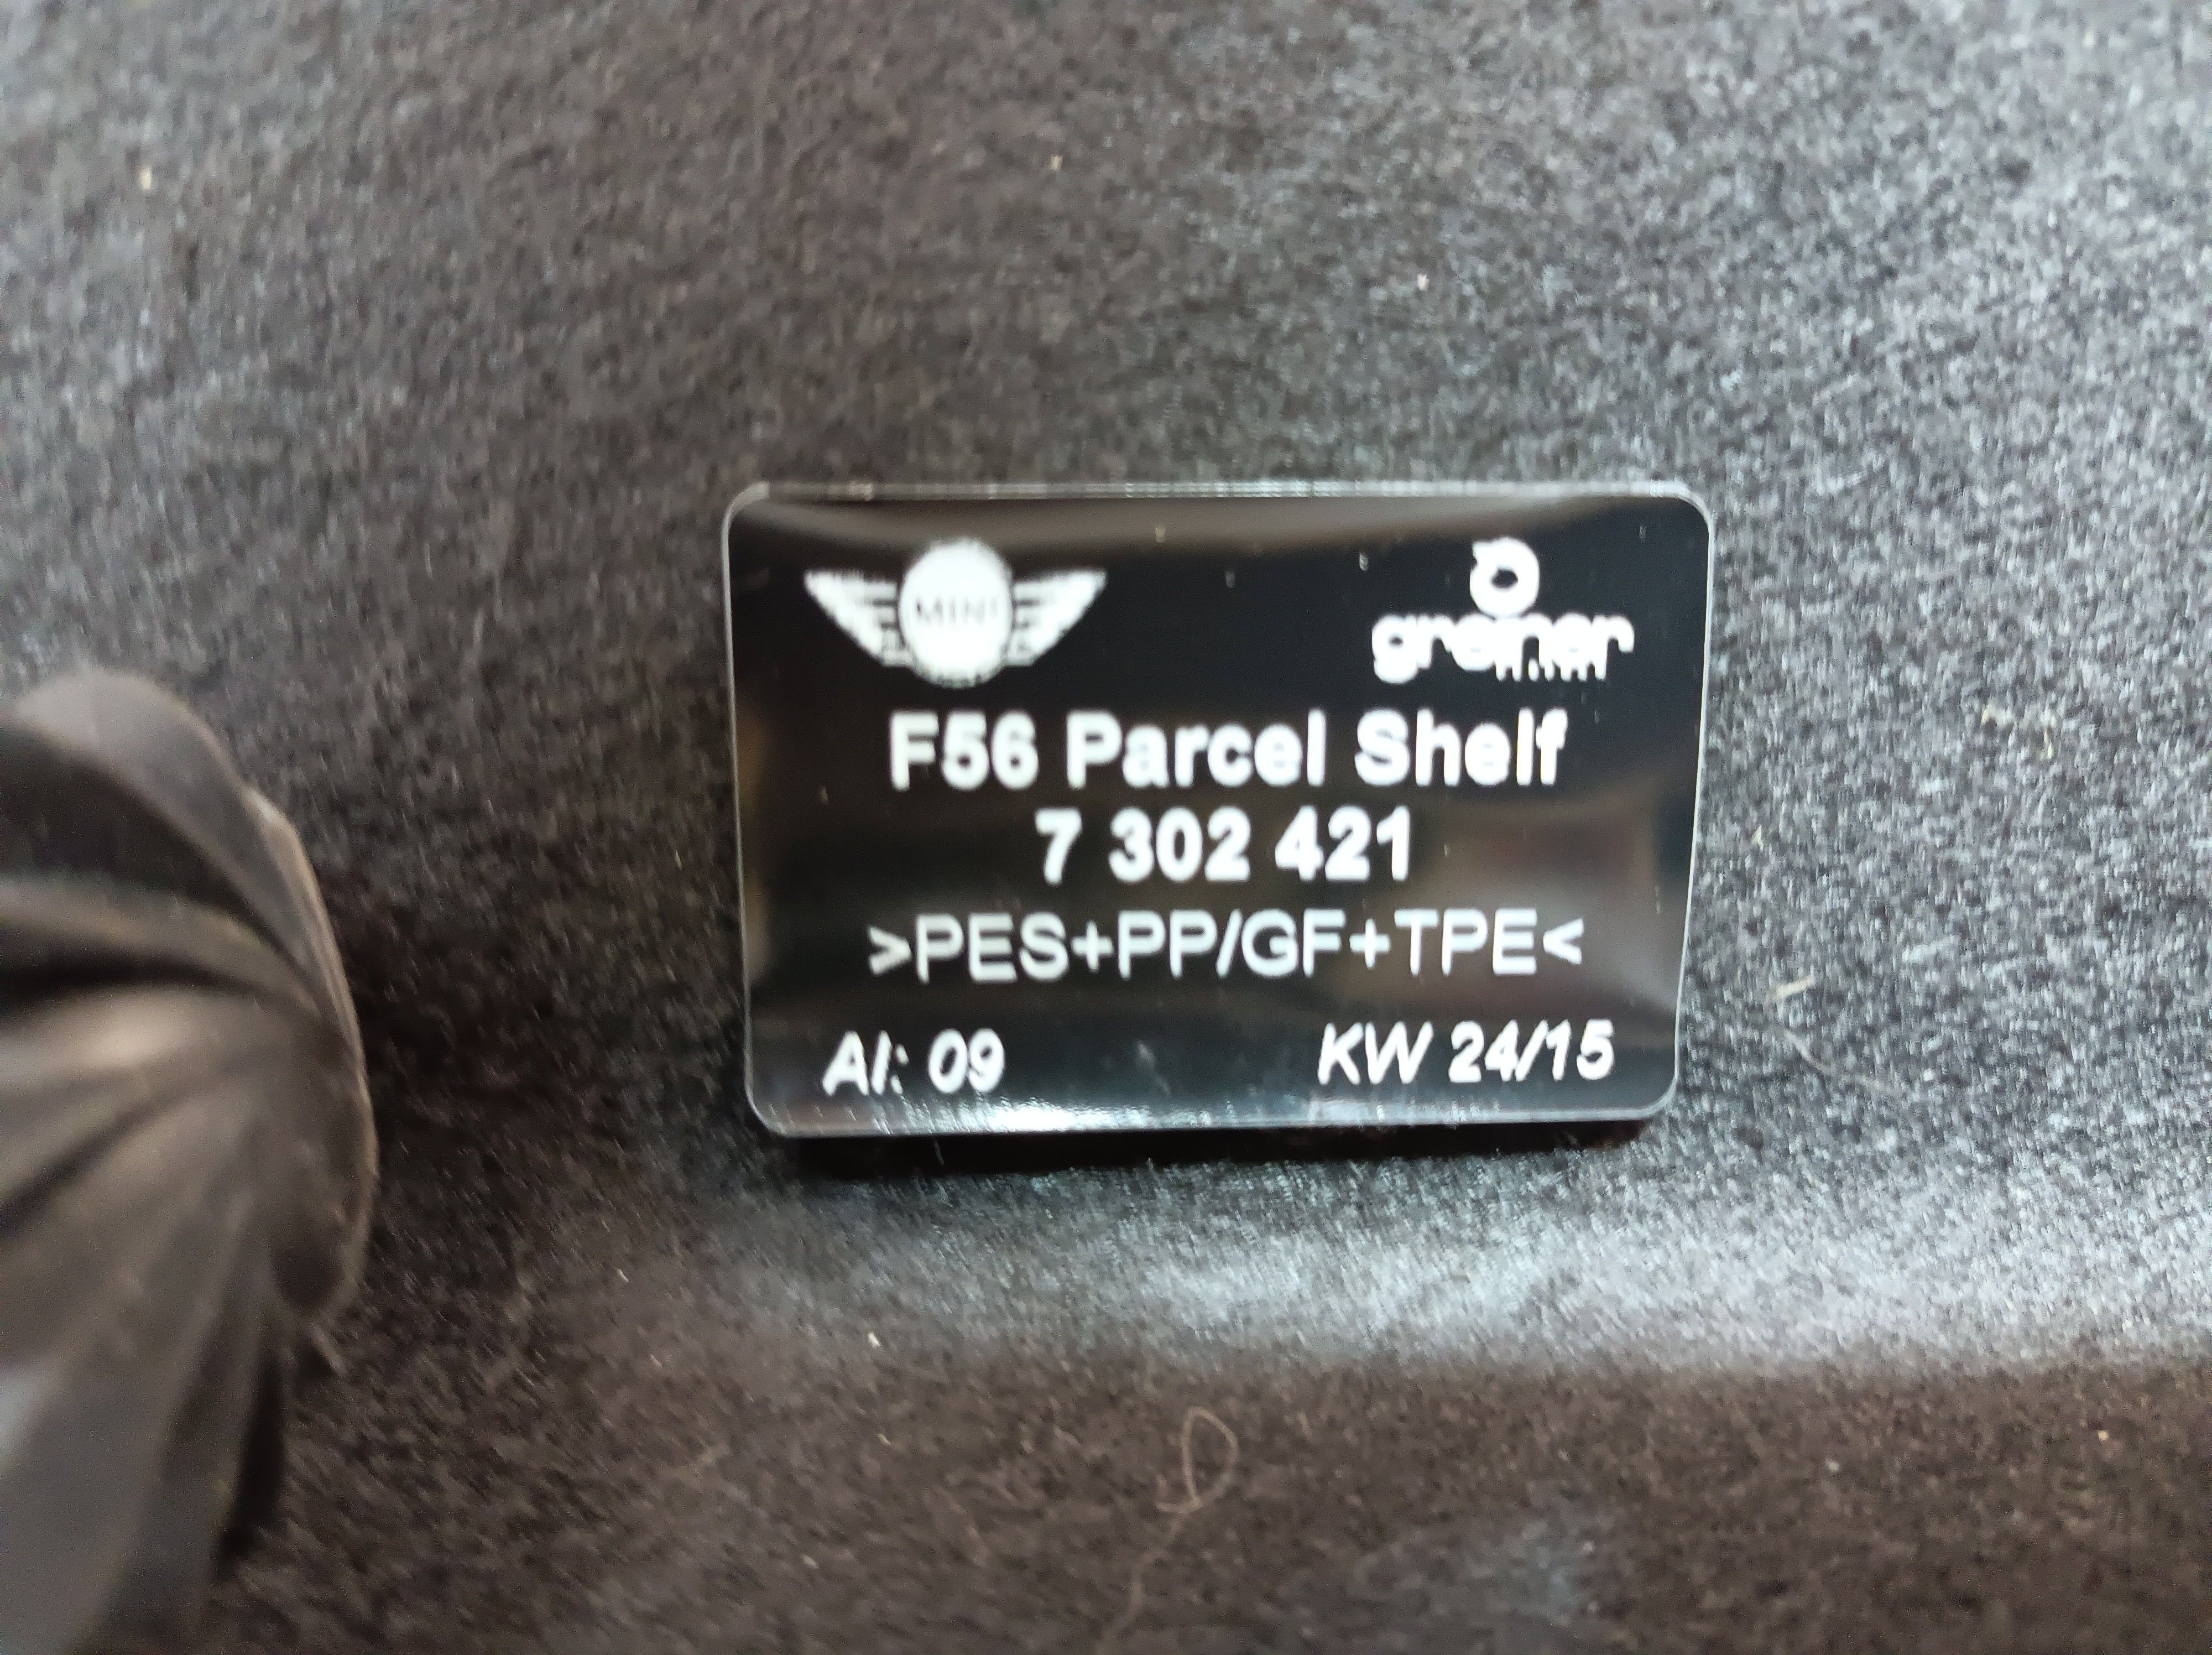 MINI
greiner
F56 Parcel Shelf
7 302 421
>PES+PP/GF+TPE<
AI: 09
KW 24/15